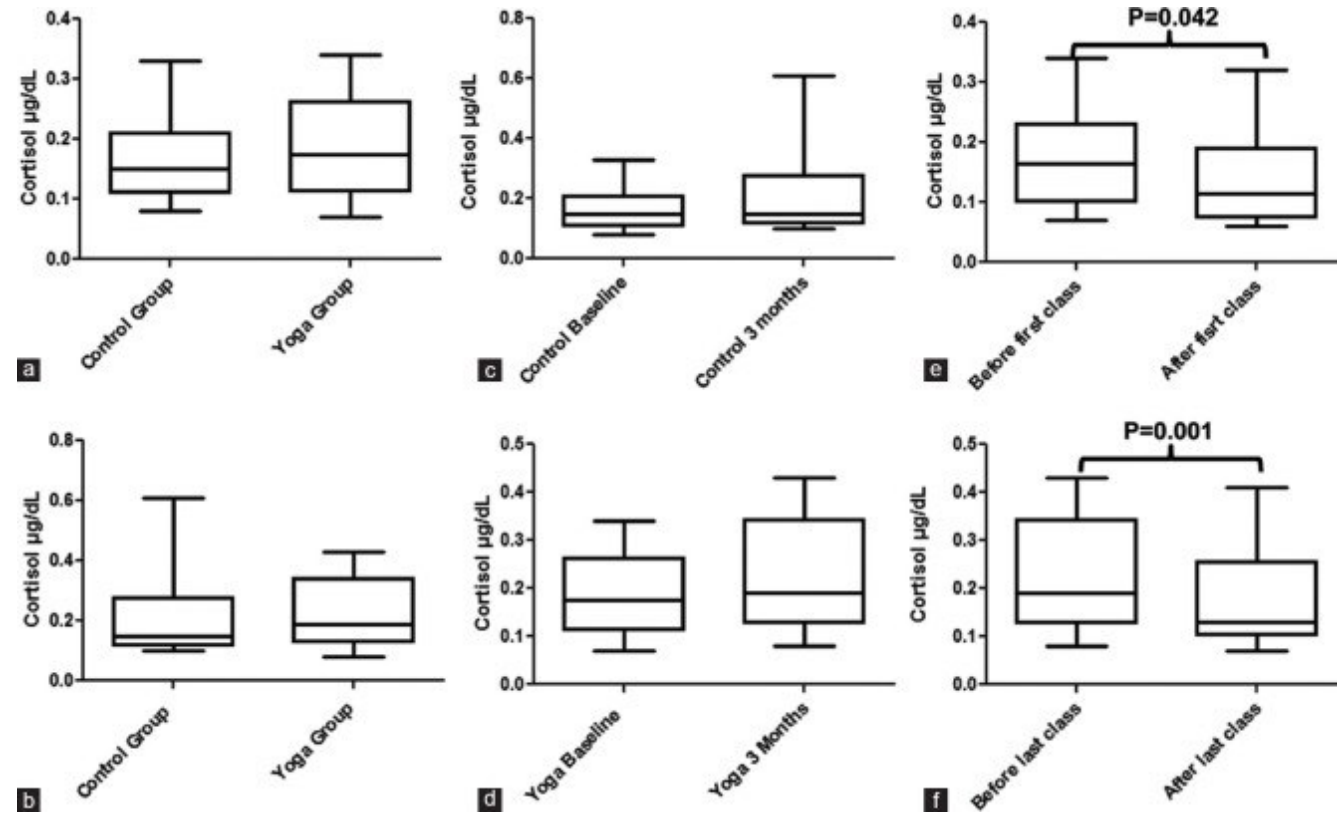 0.4
0.3
0.2
0.1
0.0
Cortisol µg/dL
Control Group
Yoga Group
a
0.8
0.6
0.4
0.2
0.0
Cortisol µg/dL
Control Baseline
Control 3 months
c
P=0.042
0.4
0.3
0.2
0.1
0.0
Cortisol µg/dL
Before first class
After fisrt class
e
0.8
0.6
0.4
0.2
0.0
Cortisol µg/dL
Control Group
Yoga Group
b
0.5
0.4
0.3
0.2
0.1
0.0
Cortisol µg/dL
Yoga Baseline
Yoga 3 Months
d
P=0.001
0.5
0.4
0.3
0.2
0.1
0.0
Cortisol µg/dL
Before last class
After last class
f